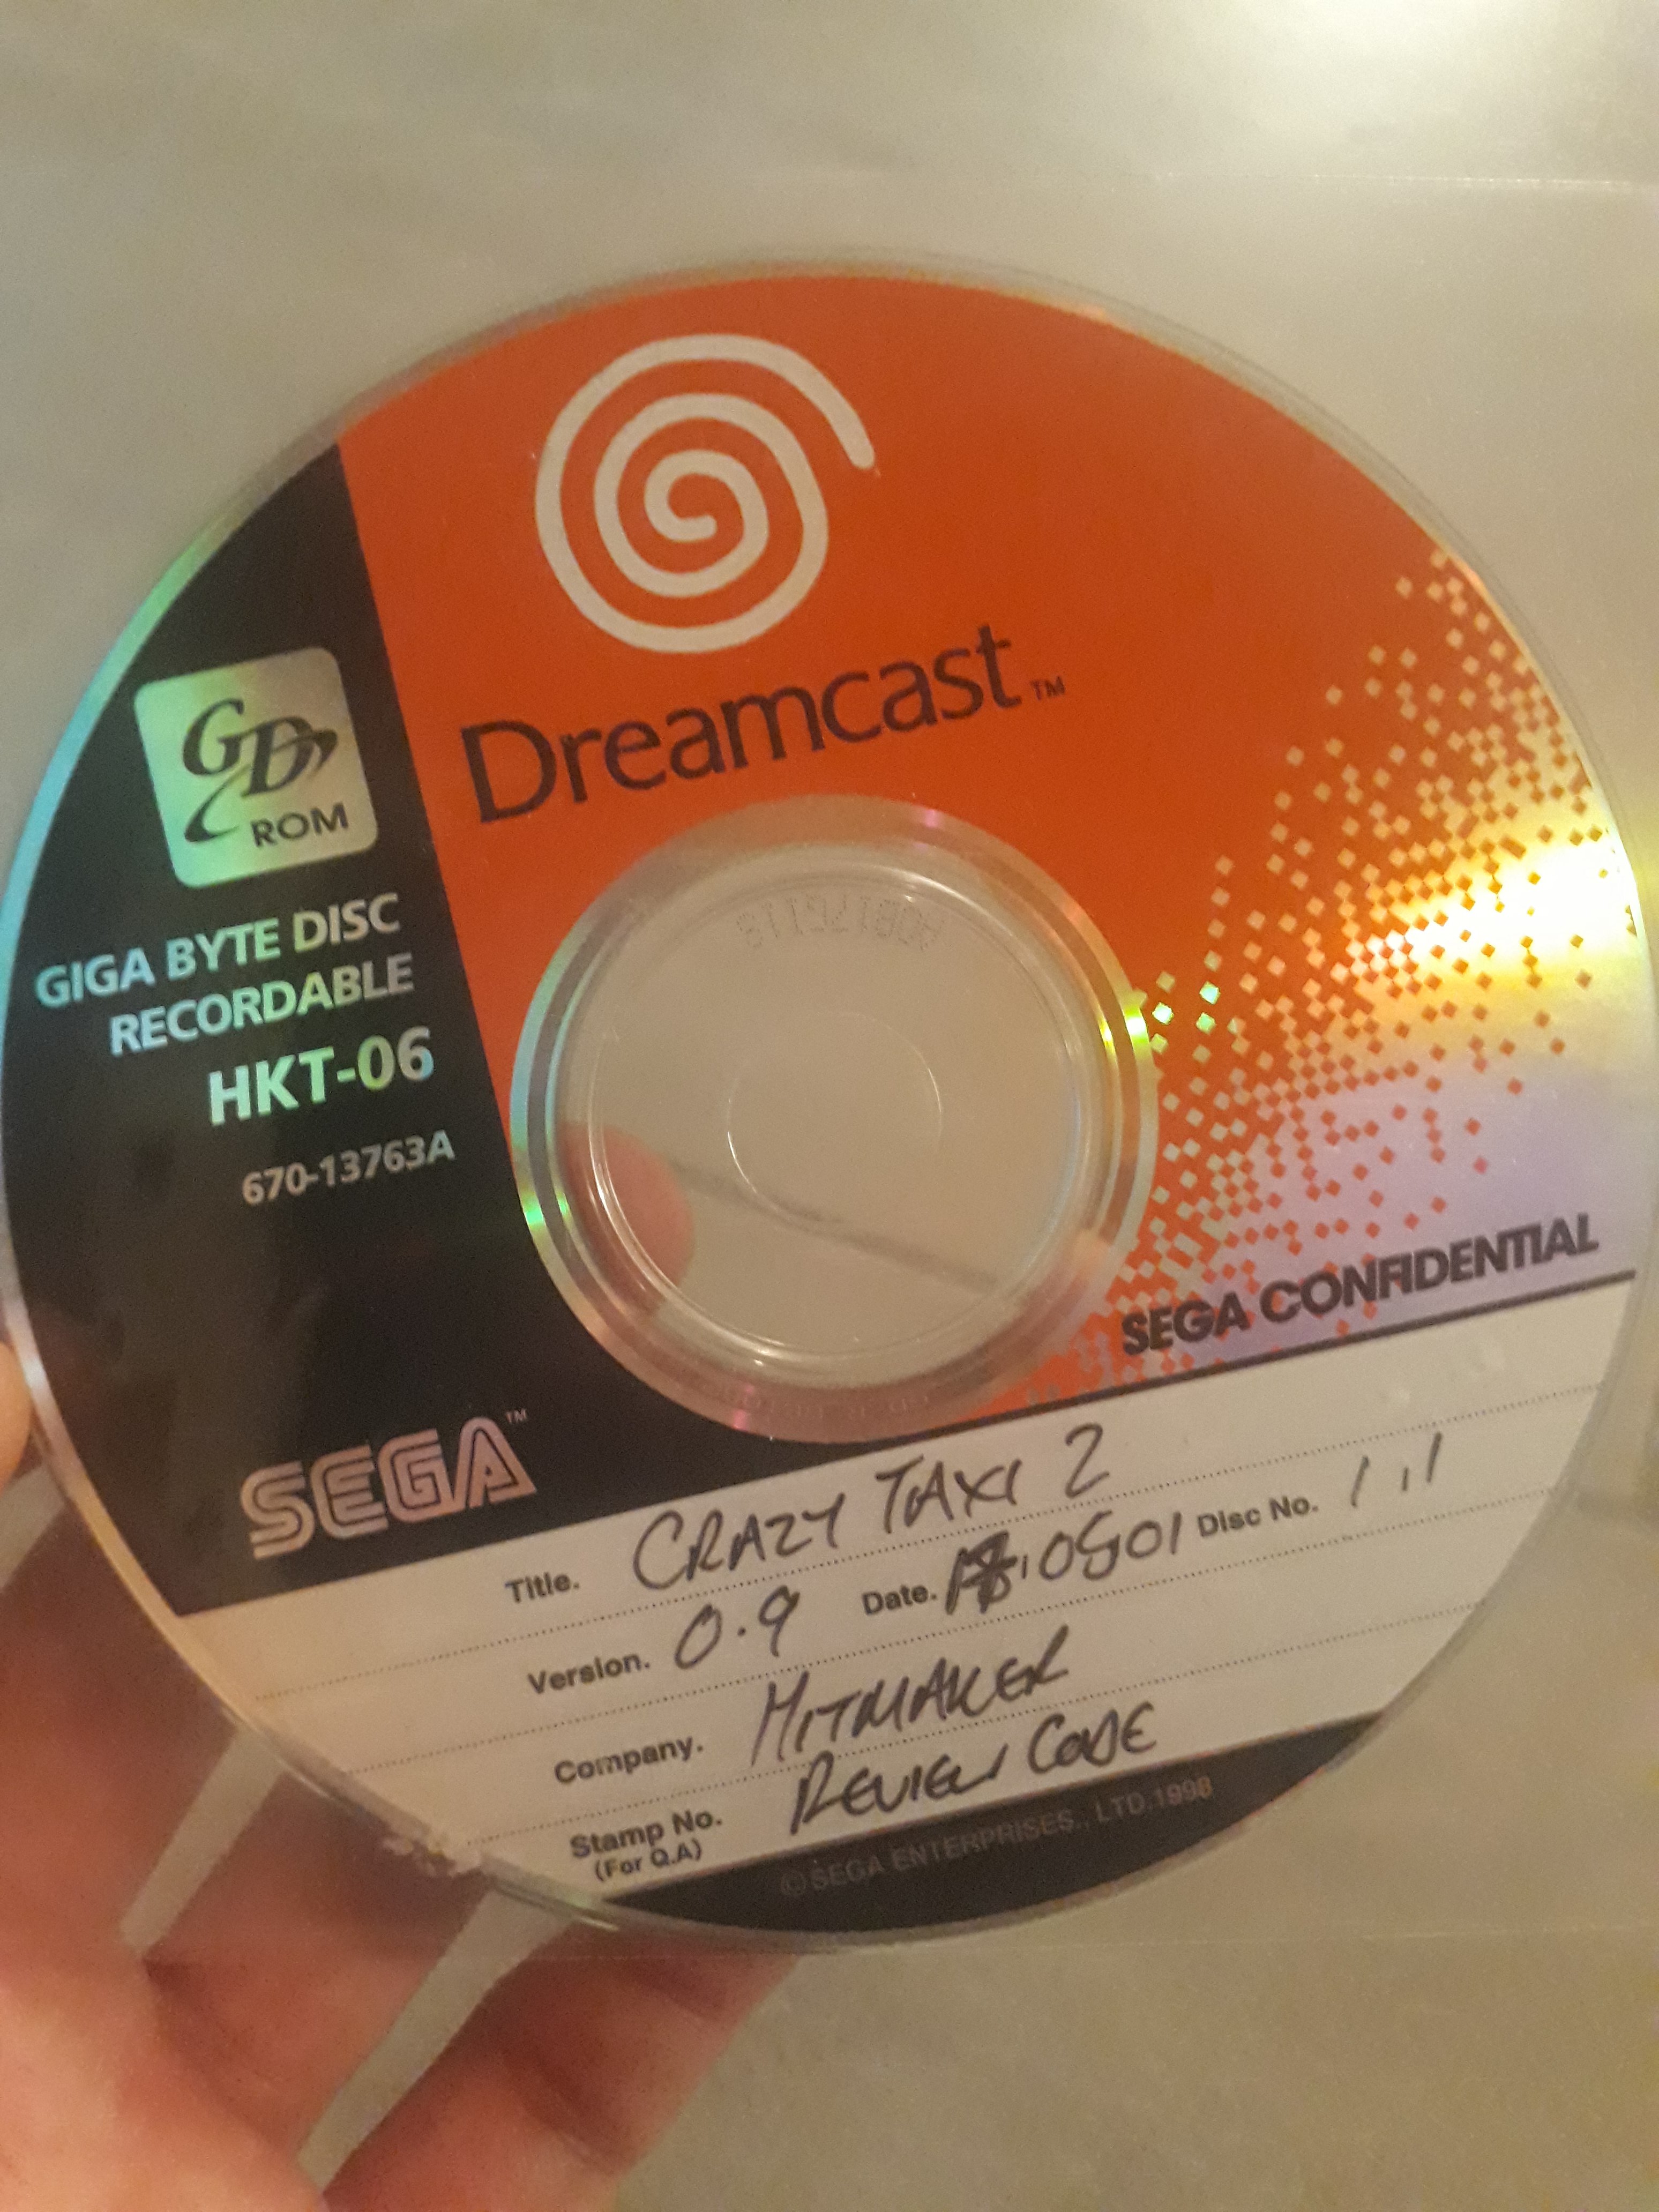 Dreamcast™
GD
ROM
GIGA BYTE DISC
RECORDABLE
HKT-06
670-13763A
SEGA CONFIDENTIAL
SEGA™
Title. CRAZY TAXI 2
Version. 0.9 Date. 0501 Disc No. 1.1
Company. HITMAKER
Stamp No. REVIEW CODE
(For Q.A)
©SEGA ENTERPRISES., LTD.1998